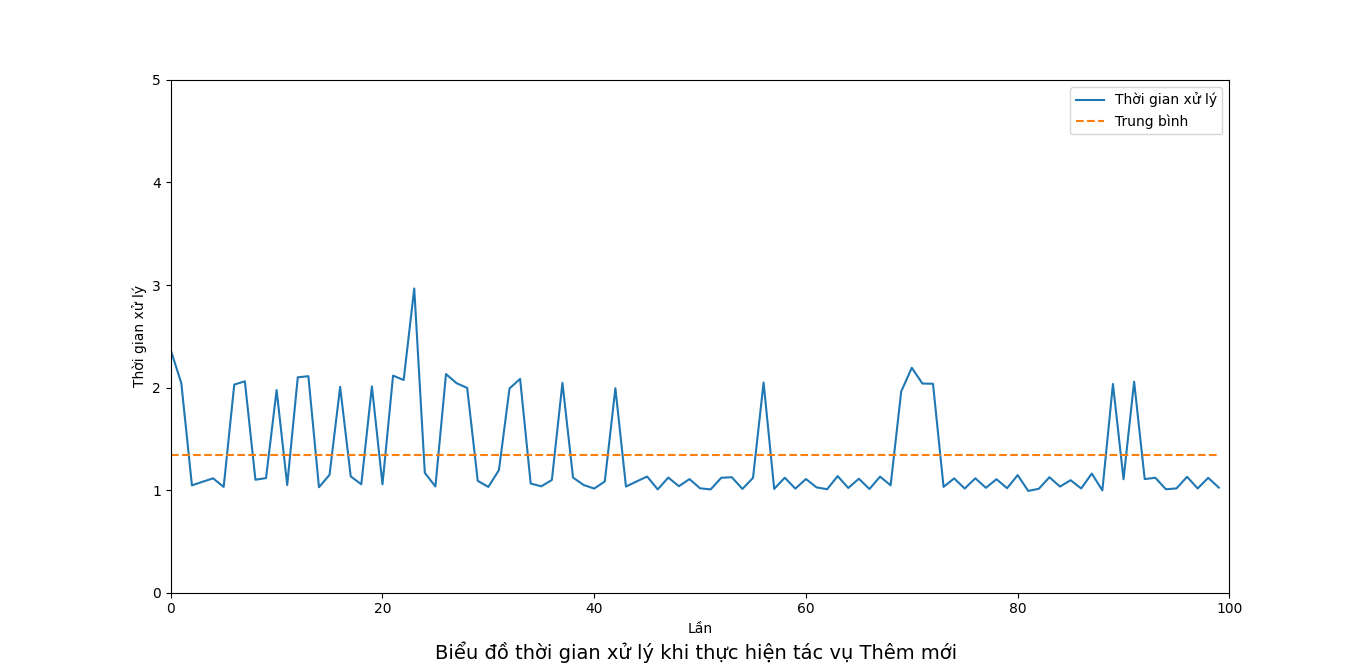 5
4
3
2
1
0
Thời gian xử lý
Thời gian xử lý
Trung bình
0 20 40 60 80 100
Lần
Biểu đồ thời gian xử lý khi thực hiện tác vụ Thêm mới